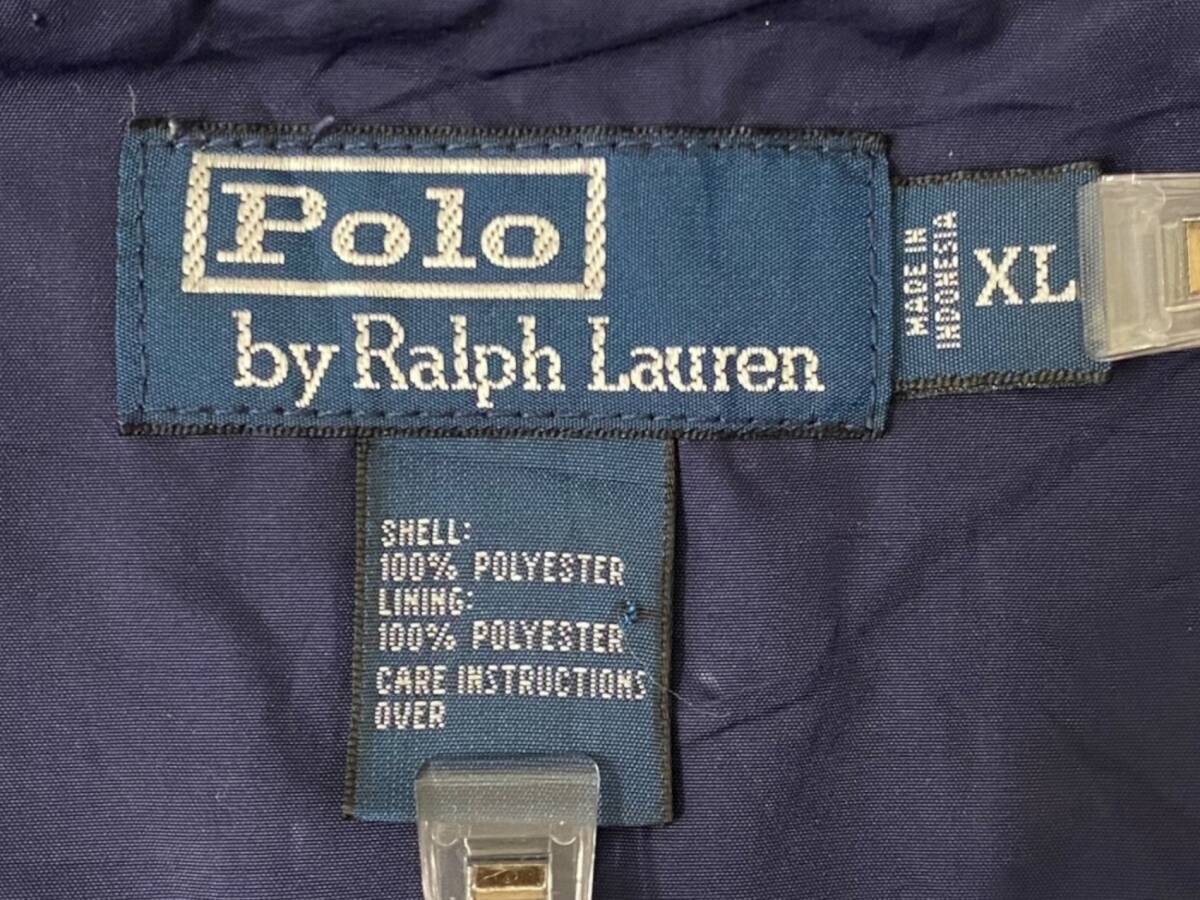 Polo
by Ralph Lauren
MADE IN
INDONESIA
XL
SHELL:
100% POLYESTER
LINING:
100% POLYESTER
CARE INSTRUCTIONS
OVER